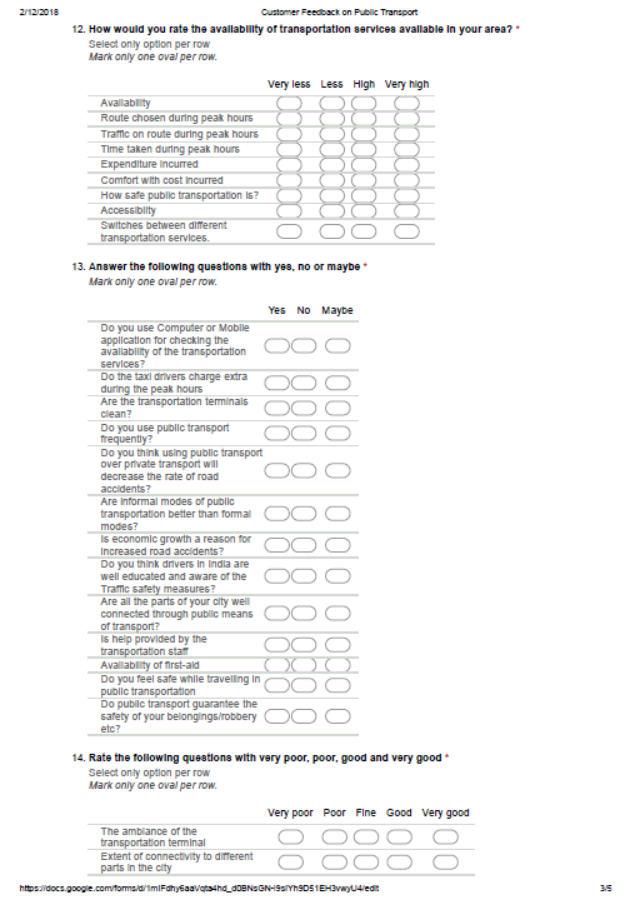 2/12/2018 Customer Feedback on Public Transport
12. How would you rate the availability of transportation services available in your area? *
Select only option per row
Mark only one oval per row.
Very less Less High Very high
Availability
Route chosen during peak hours
Traffic on route during peak hours
Time taken during peak hours
Expenditure incurred
Comfort with cost incurred
How safe public transportation is?
Accessiblity
Switches between different
transportation services.
13. Answer the following questions with yes, no or maybe *
Mark only one oval per row.
Yes No Maybe
Do you use Computer or Mobile
application for checking the
availability of the transportation
services?
Do the taxi drivers charge extra
during the peak hours
Are the transportation terminals
clean?
Do you use public transport
frequently?
Do you think using public transport
over private transport will
decrease the rate of road
accidents?
Are informal modes of public
transportation better than formal
modes?
Is economic growth a reason for
increased road accidents?
Do you think drivers in India are
well educated and aware of the
Traffic safety measures?
Are all the parts of your city well
connected through public means
of transport?
Is help provided by the
transportation staff
Availability of first-aid
Do you feel safe while travelling in
public transportation
Do public transport guarantee the
safety of your belongings/robbery
etc?
14. Rate the following questions with very poor, poor, good and very good *
Select only option per row
Mark only one oval per row.
Very poor Poor Fine Good Very good
The ambiance of the
transportation terminal
Extent of connectivity to different
parts in the city
3/5